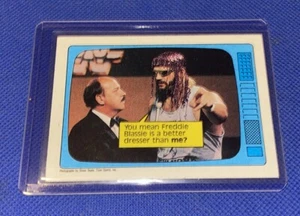 You mean Freddie
Blassie is a better
dresser than me?